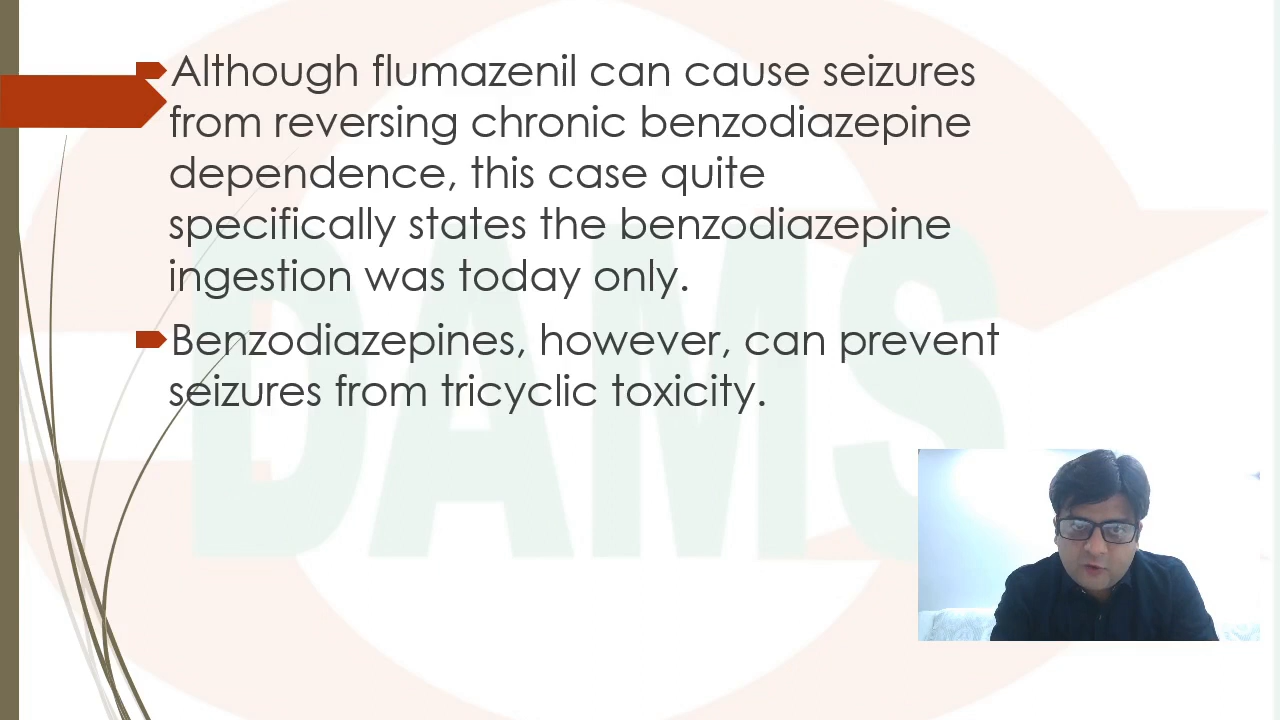 Although flumazenil can cause seizures
from reversing chronic benzodiazepine
dependence, this case quite
specifically states the benzodiazepine
ingestion was today only.
Benzodiazepines, however, can prevent
seizures from tricyclic toxicity.
DAMS